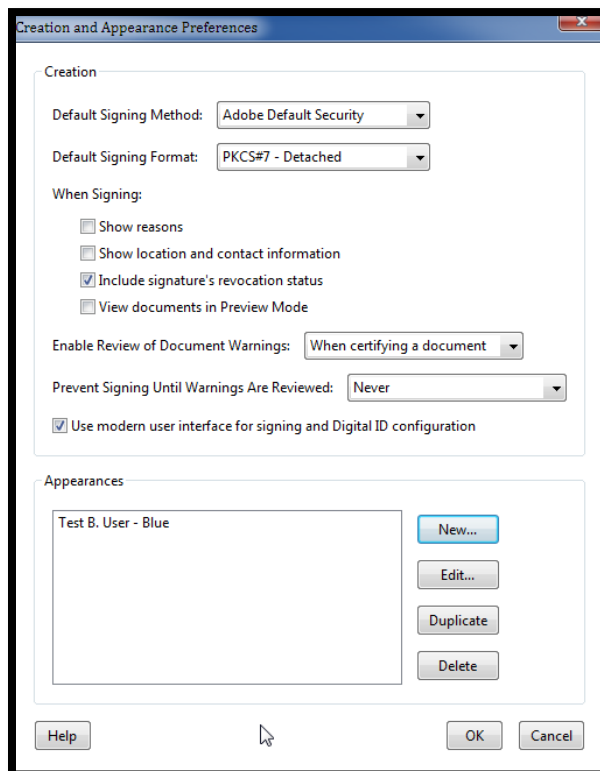 Creation and Appearance Preferences
Creation
Default Signing Method: Adobe Default Security
Default Signing Format: PKCS#7 - Detached
When Signing:
Show reasons
Show location and contact information
Include signature's revocation status
View documents in Preview Mode
Enable Review of Document Warnings: When certifying a document
Prevent Signing Until Warnings Are Reviewed: Never
Use modern user interface for signing and Digital ID configuration
Appearances
Test B. User - Blue
New...
Edit...
Duplicate
Delete
Help OK Cancel